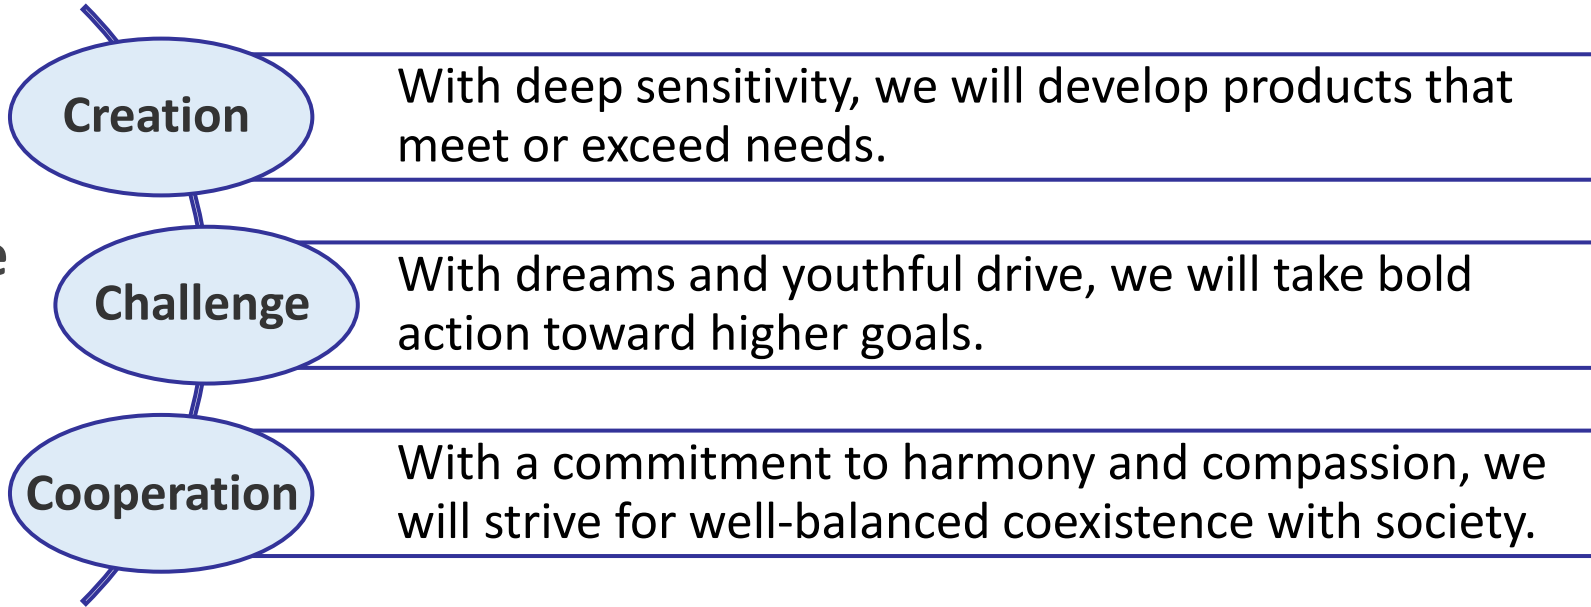 Creation
With deep sensitivity, we will develop products that
meet or exceed needs.
Challenge
With dreams and youthful drive, we will take bold
action toward higher goals.
Cooperation
With a commitment to harmony and compassion, we
will strive for well-balanced coexistence with society.